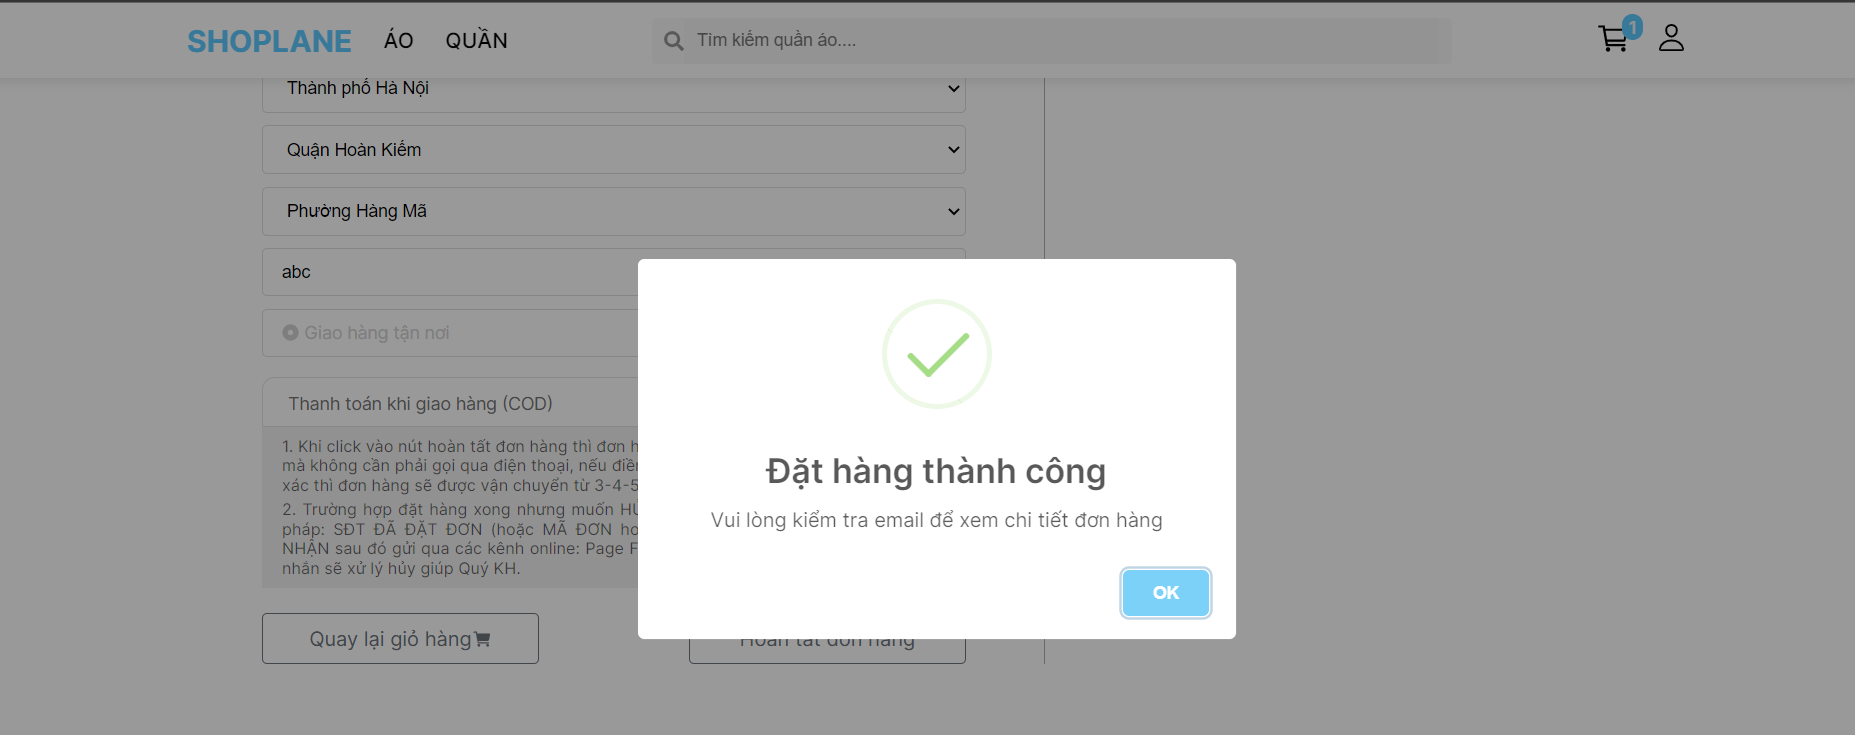 SHOPLANE ÁO QUẦN Tìm kiếm quần áo.... 1
Thành phố Hà Nội
Quận Hoàn Kiếm
Phường Hàng Mã
abc
Giao hàng tận nơi
Thanh toán khi giao hàng (COD)
1. Khi click vào nút hoàn tất đơn hàng thì đơn h
mà không cần phải gọi qua điện thoại, nếu điề
xác thì đơn hàng sẽ được vận chuyển từ 3-4-5
2. Trường hợp đặt hàng xong nhưng muốn HU
pháp: SĐT ĐÃ ĐẶT ĐƠN (hoặc MÃ ĐƠN ho
NHẬN sau đó gửi qua các kênh online: Page F
nhắn sẽ xử lý hủy giúp Quý KH.
Đặt hàng thành công
Vui lòng kiểm tra email để xem chi tiết đơn hàng
OK
Quay lại giỏ hàng
Hoàn tất đơn hàng